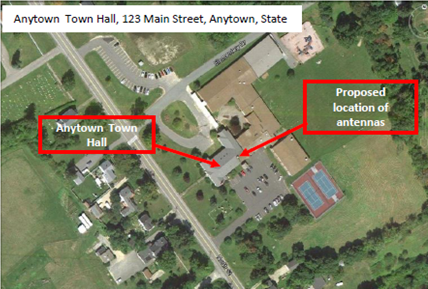 Anytown Town Hall, 123 Main Street, Anytown, State
Proposed
location of
antennas
Anytown Town
Hall